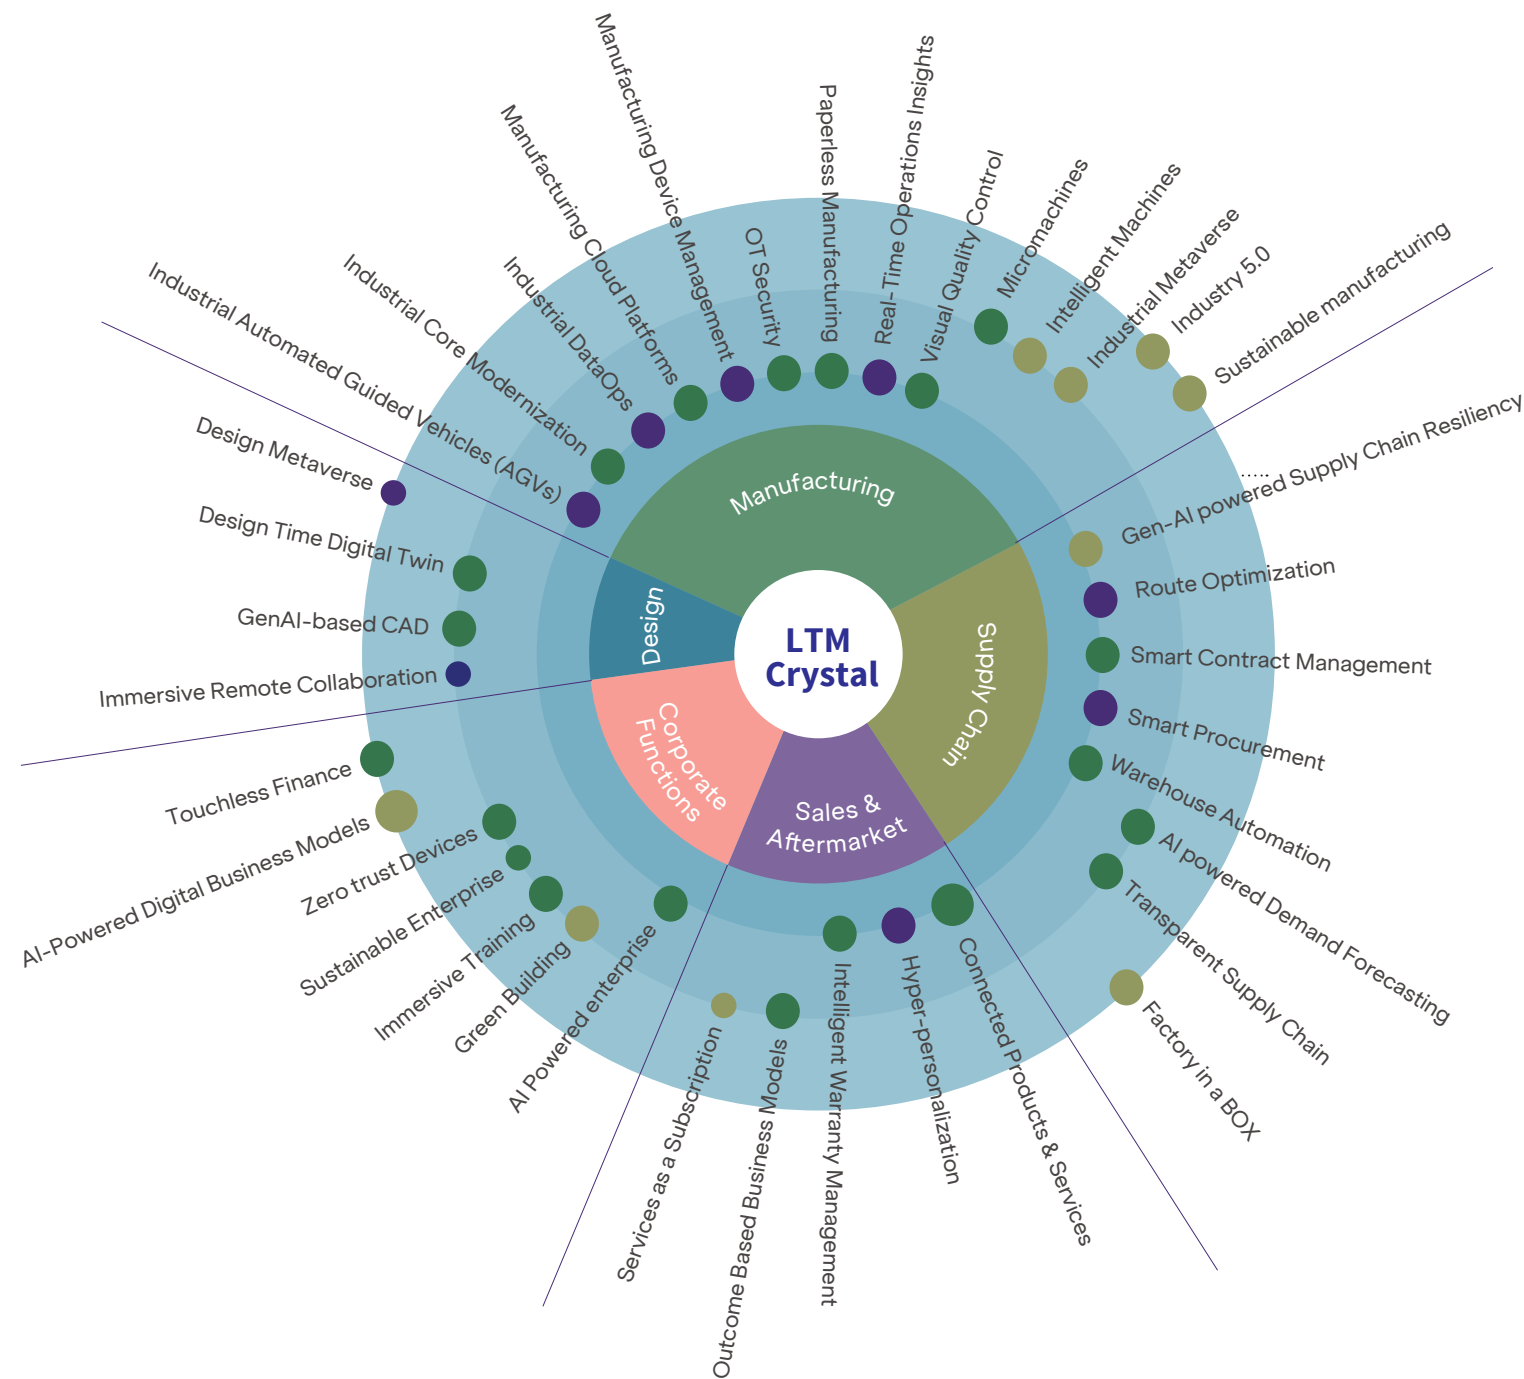 LTM
Crystal
Manufacturing
Supply Chain
Sales &
Aftermarket
Corporate
Functions
Design
Industrial Automated Guided Vehicles (AGVs)
Industrial Core Modernization
Industrial DataOps
Manufacturing Cloud Platforms
Manufacturing Device Management
OT Security
Paperless Manufacturing
Real-Time Operations Insights
Visual Quality Control
Micromachines
Intelligent Machines
Industrial Metaverse
Industry 5.0
Sustainable manufacturing
.....
Gen-AI powered Supply Chain Resiliency
Route Optimization
Smart Contract Management
Smart Procurement
Warehouse Automation
AI powered Demand Forecasting
Transparent Supply Chain
Factory in a BOX
Connected Products & Services
Hyper-personalization
Intelligent Warranty Management
Outcome Based Business Models
Services as a Subscription
AI Powered enterprise
Green Building
Immersive Training
Sustainable Enterprise
Zero trust Devices
AI-Powered Digital Business Models
Touchless Finance
Immersive Remote Collaboration
GenAI-based CAD
Design Time Digital Twin
Design Metaverse